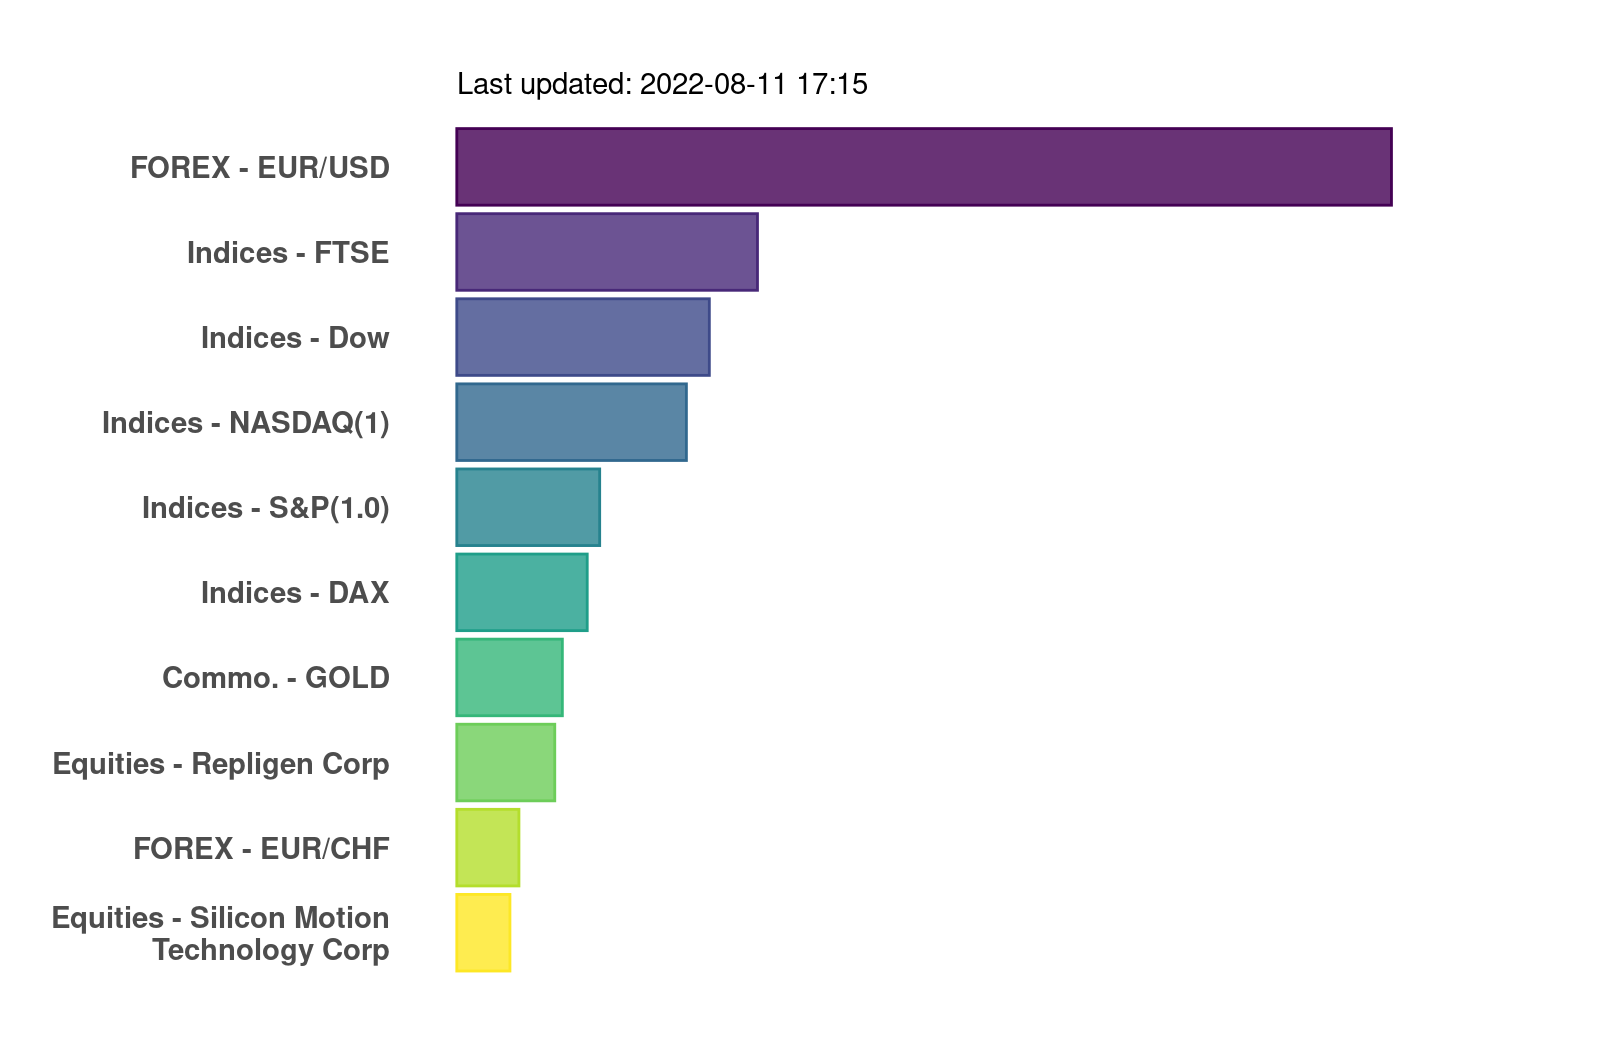 Last updated: 2022-08-11 17:15
FOREX - EUR/USD
Indices - FTSE
Indices - Dow
Indices - NASDAQ(1)
Indices - S&P(1.0)
Indices - DAX
Commo. - GOLD
Equities - Repligen Corp
FOREX - EUR/CHF
Equities - Silicon Motion
Technology Corp